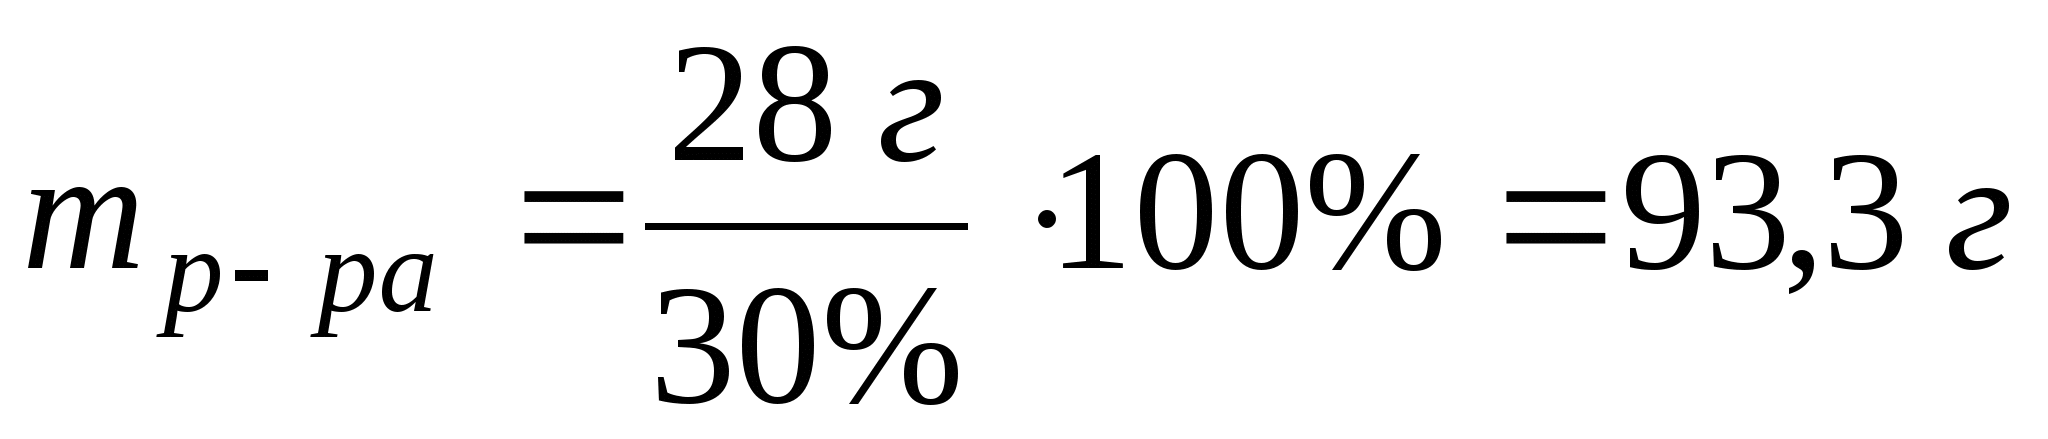 m р- ра = 28 г / 30% ·100% = 93,3 г